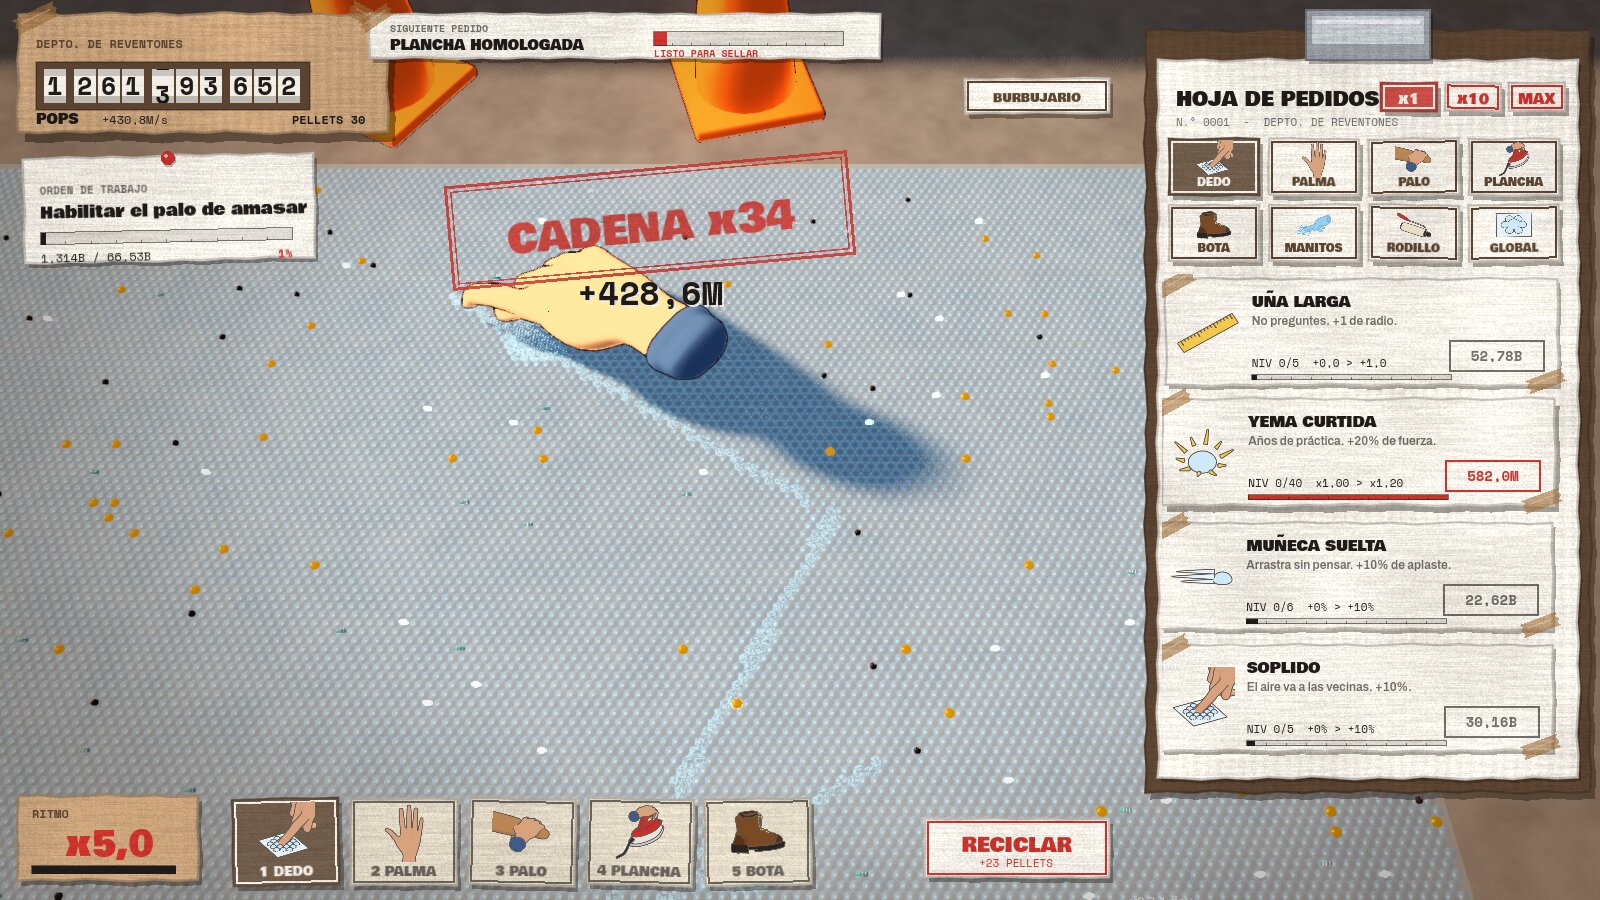 DEPTO. DE REVENTONES
1 261 393 652
POPS +430,8M/s PELLETS 30
SIGUIENTE PEDIDO
PLANCHA HOMOLOGADA
LISTO PARA SELLAR
BURBUJARIO
ORDEN DE TRABAJO
Habilitar el palo de amasar
1.314B / 66.53B 1%
CADENA x34
+428,6M
HOJA DE PEDIDOS x1 x10 MAX
N.° 0001 - DEPTO. DE REVENTONES
DEDO PALMA PALO PLANCHA
BOTA MANITOS RODILLO GLOBAL
UÑA LARGA
No preguntes. +1 de radio.
NIV 0/5 +0,0 > +1,0 52,78B
YEMA CURTIDA
Años de práctica. +20% de fuerza.
NIV 0/40 x1,00 > x1,20 582,0M
MUÑECA SUELTA
Arrastra sin pensar. +10% de aplaste.
NIV 0/6 +0% > +10% 22,62B
SOPLIDO
El aire va a las vecinas. +10%.
NIV 0/5 +0% > +10% 30,16B
RITMO
x5,0
1 DEDO 2 PALMA 3 PALO 4 PLANCHA 5 BOTA
RECICLAR
+23 PELLETS